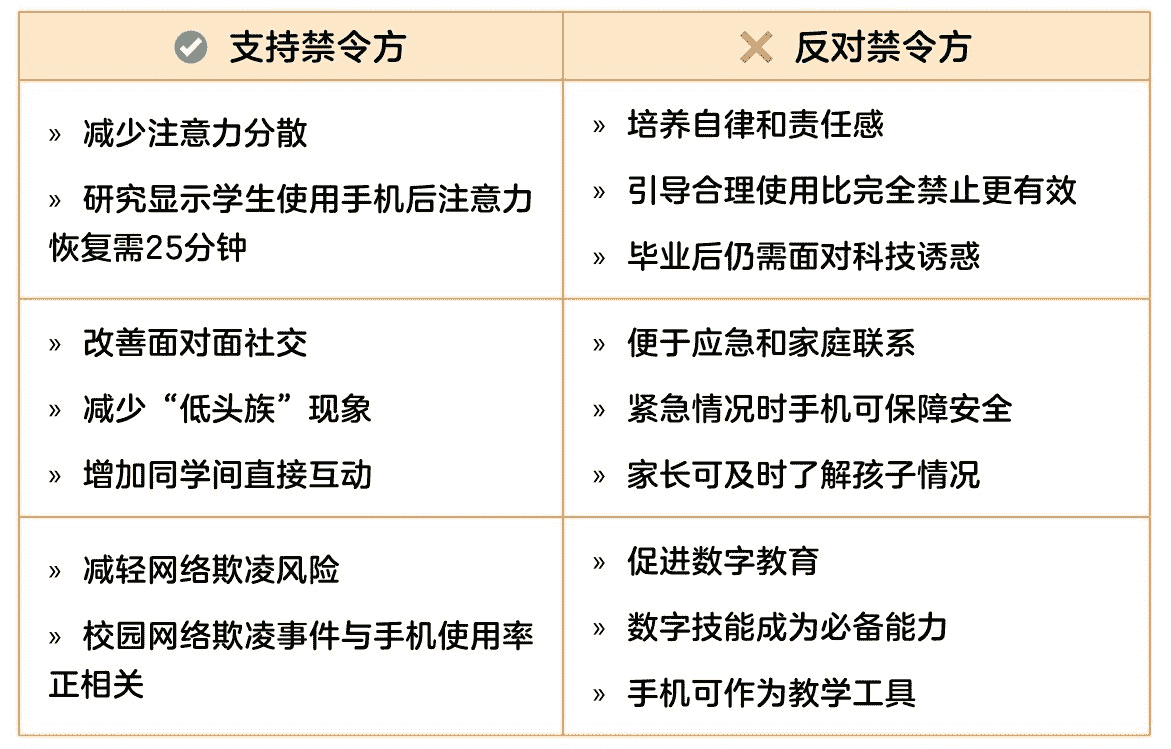 支持禁令方
反对禁令方
» 减少注意力分散
» 研究显示学生使用手机后注意力
恢复需25分钟
» 培养自律和责任感
» 引导合理使用比完全禁止更有效
» 毕业后仍需面对科技诱惑
» 改善面对面社交
» 减少“低头族”现象
» 增加同学间直接互动
» 便于应急和家庭联系
» 紧急情况时手机可保障安全
» 家长可及时了解孩子情况
» 减轻网络欺凌风险
» 校园网络欺凌事件与手机使用率
正相关
» 促进数字教育
» 数字技能成为必备能力
» 手机可作为教学工具